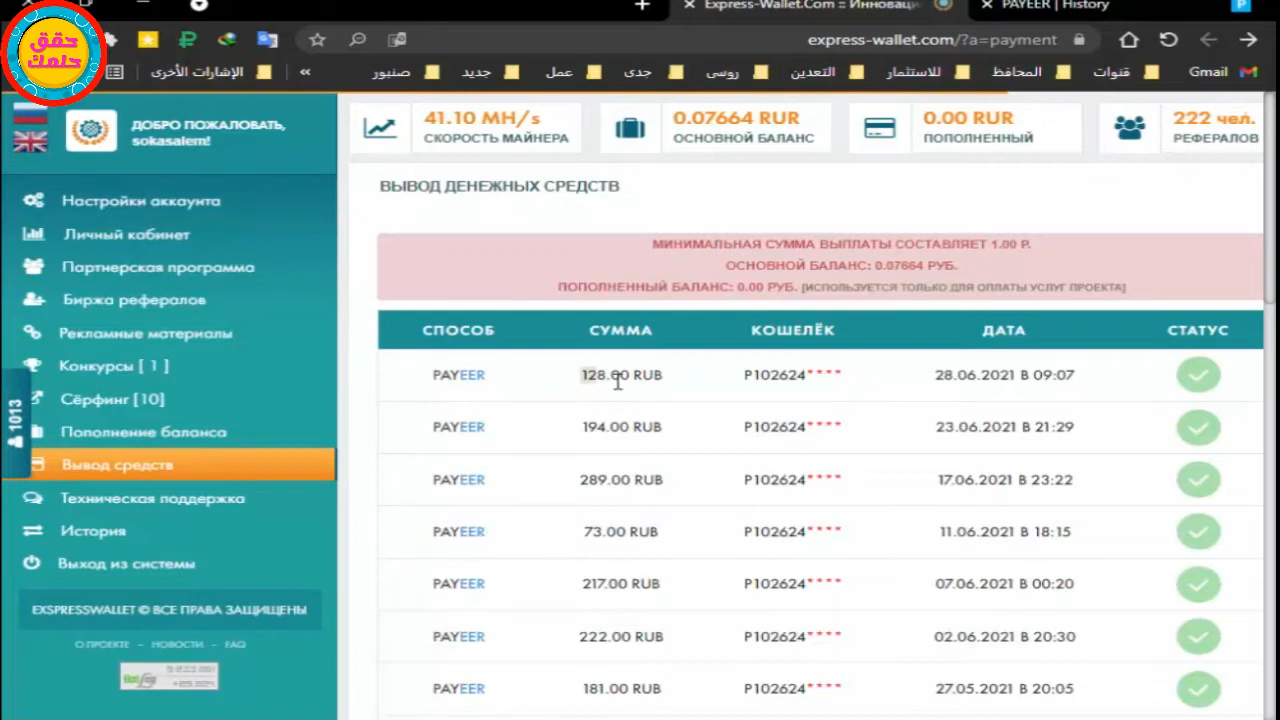 حقق
حلمك
Express-Wallet.Com :: Инноваци
PAYEER | History
express-wallet.com/?a=payment
الإشارات الأخرى
»
صنبور
جديد
عمل
جدى
روسى
التعدين
للاستثمار
المحافظ
قنوات
Gmail
ДОБРО ПОЖАЛОВАТЬ,
sokasalem!
41.10 MH/s
СКОРОСТЬ МАЙНЕРА
0.07664 RUR
ОСНОВНОЙ БАЛАНС
0.00 RUR
ПОПОЛНЕННЫЙ
222 чел.
РЕФЕРАЛОВ
Настройки аккаунта
Личный кабинет
Партнерская программа
Биржа рефералов
Рекламные материалы
Конкурсы [ 1 ]
Сёрфинг [10]
Пополнение баланса
Вывод средств
Техническая поддержка
История
Выход из системы
1013
EXSPRESSWALLET © ВСЕ ПРАВА ЗАЩИЩЕНЫ
О ПРОЕКТЕ - НОВОСТИ - FAQ
ВЫВОД ДЕНЕЖНЫХ СРЕДСТВ
МИНИМАЛЬНАЯ СУММА ВЫПЛАТЫ СОСТАВЛЯЕТ 1.00 Р.
ОСНОВНОЙ БАЛАНС: 0.07664 РУБ.
ПОПОЛНЕННЫЙ БАЛАНС: 0.00 РУБ. [ИСПОЛЬЗУЕТСЯ ТОЛЬКО ДЛЯ ОПЛАТЫ УСЛУГ ПРОЕКТА]
СПОСОБ СУММА КОШЕЛЁК ДАТА СТАТУС
PAYEER 128.00 RUB P102624**** 28.06.2021 В 09:07
PAYEER 194.00 RUB P102624**** 23.06.2021 В 21:29
PAYEER 289.00 RUB P102624**** 17.06.2021 В 23:22
PAYEER 73.00 RUB P102624**** 11.06.2021 В 18:15
PAYEER 217.00 RUB P102624**** 07.06.2021 В 00:20
PAYEER 222.00 RUB P102624**** 02.06.2021 В 20:30
PAYEER 181.00 RUB P102624**** 27.05.2021 В 20:05